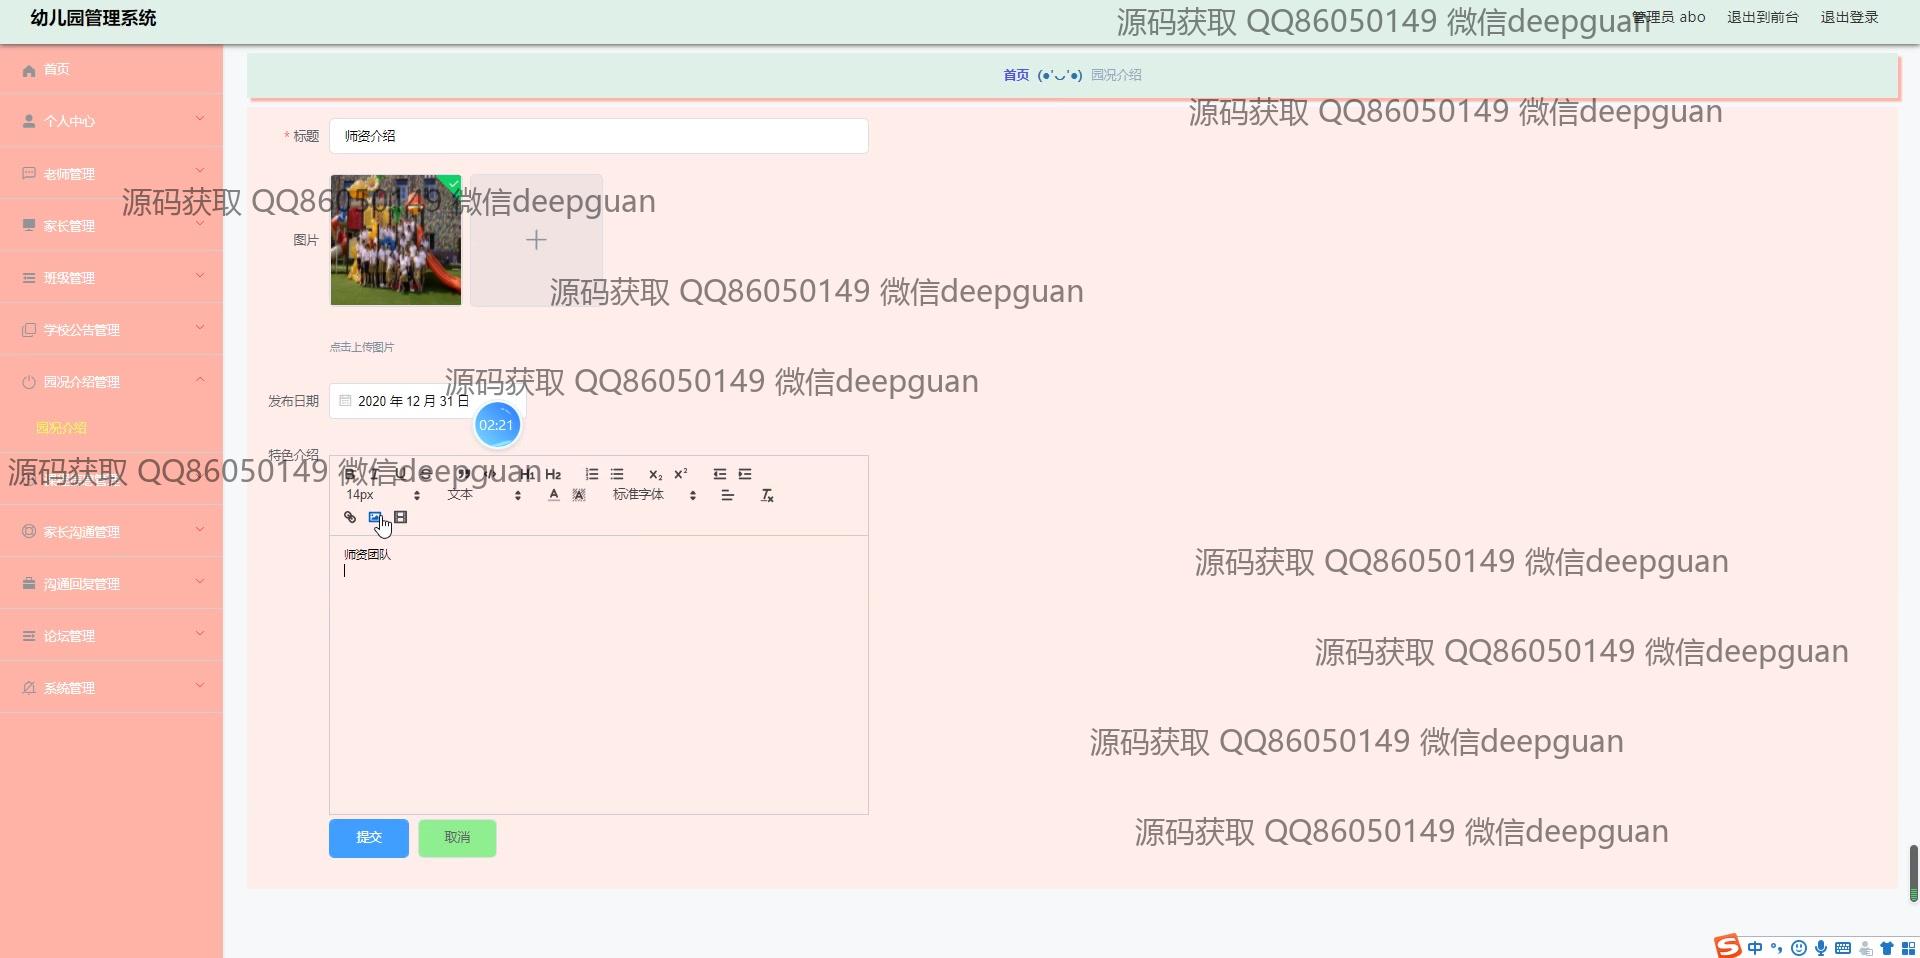 幼儿园管理系统
源码获取 QQ86050149 微信deepguan
管理员 abo 退出到前台 退出登录
首页
首页 (●'◡'●) 园况介绍
个人中心
源码获取 QQ86050149 微信deepguan
* 标题 师资介绍
老师管理
源码获取 QQ86050149 微信deepguan
家长管理
图片
班级管理
源码获取 QQ86050149 微信deepguan
学校公告管理
点击上传图片
园况介绍管理
源码获取 QQ86050149 微信deepguan
发布日期 2020 年 12 月 31 日
02:21
园况介绍
特色介绍
源码获取 QQ86050149 微信deepguan
B I U S ” </> H1 H2 X₂ X²
14px 文本 A A 标准字体 Tx
家长沟通管理
师资团队
源码获取 QQ86050149 微信deepguan
沟通回复管理
论坛管理
源码获取 QQ86050149 微信deepguan
系统管理
源码获取 QQ86050149 微信deepguan
源码获取 QQ86050149 微信deepguan
提交 取消
S 中